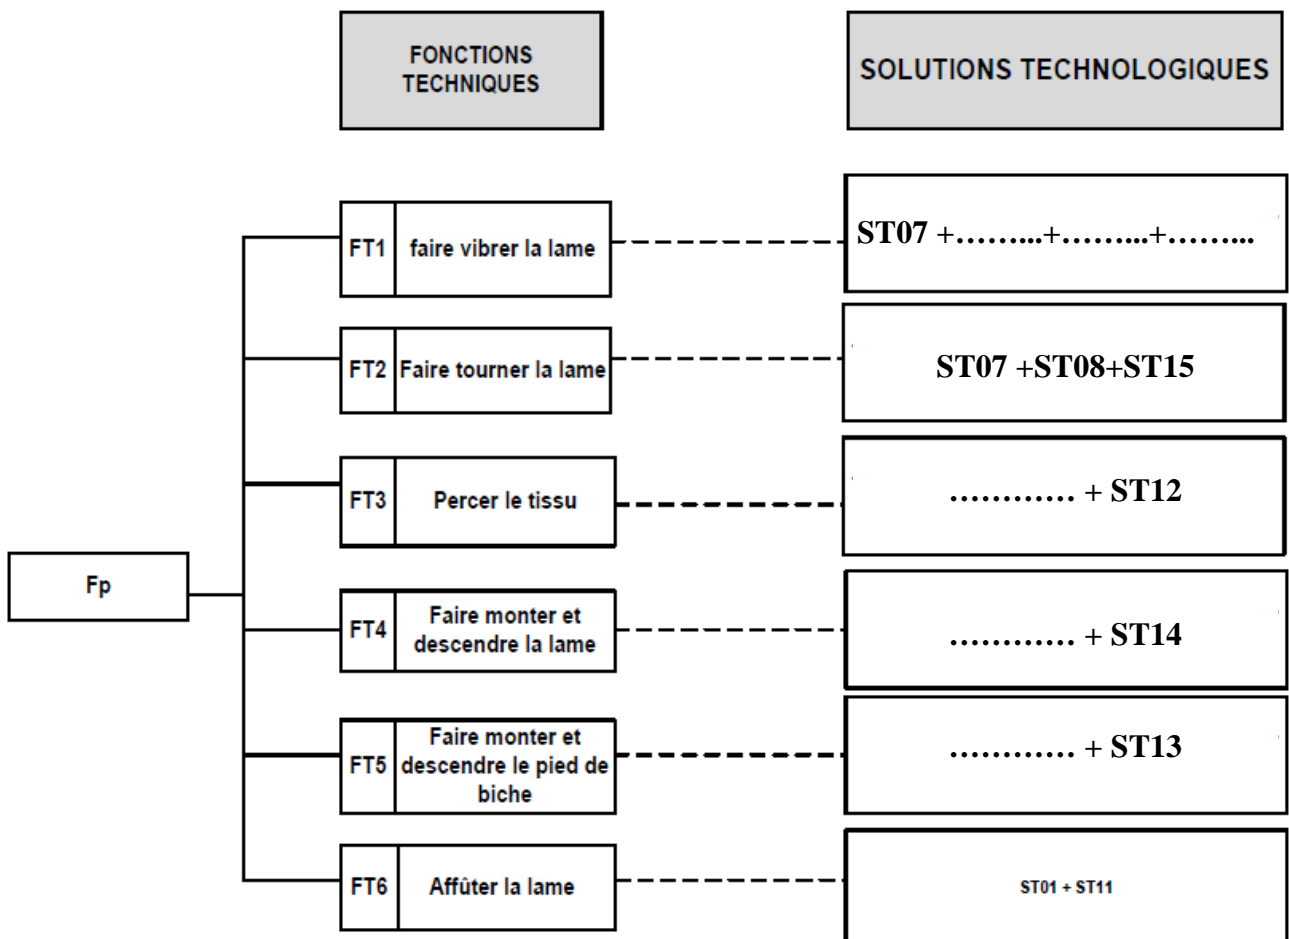 FONCTIONS
TECHNIQUES
SOLUTIONS TECHNOLOGIQUES
FT1
faire vibrer la lame
ST07 +……...+……...+……...
FT2
Faire tourner la lame
ST07 +ST08+ST15
FT3
Percer le tissu
………… + ST12
Fp
FT4
Faire monter et
descendre la lame
………… + ST14
FT5
Faire monter et
descendre le pied de
biche
………… + ST13
FT6
Affûter la lame
ST01 + ST11